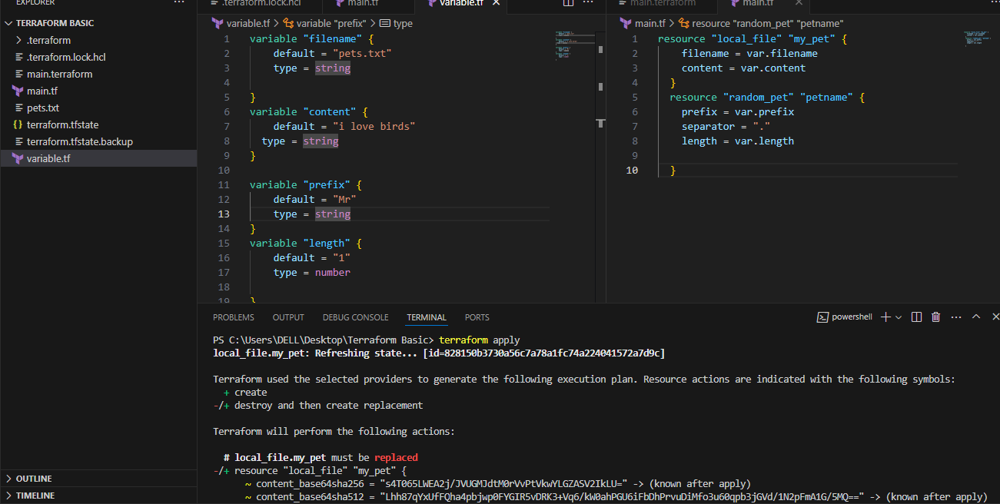 EXPLORER ···
TERRAFORM BASIC
.terraform
.terraform.lock.hcl
main.terraform
main.tf
pets.txt
terraform.tfstate
terraform.tfstate.backup
variable.tf
OUTLINE
TIMELINE
.terraform.lock.hcl main.tf variable.tf ···
variable.tf > variable "prefix" > type
1 variable "filename" {
2 default = "pets.txt"
3 type = string
4
5 }
6 variable "content" {
7 default = "i love birds"
8 type = string
9 }
10
11 variable "prefix" {
12 default = "Mr"
13 type = string
14 }
15 variable "length" {
16 default = "1"
17 type = number
18
19 }
main.terraform main.tf
main.tf > resource "random_pet" "petname"
1 resource "local_file" "my_pet" {
2 filename = var.filename
3 content = var.content
4 }
5 resource "random_pet" "petname" {
6 prefix = var.prefix
7 separator = "."
8 length = var.length
9
10 }
PROBLEMS OUTPUT DEBUG CONSOLE TERMINAL PORTS powershell ···
PS C:\Users\DELL\Desktop\Terraform Basic> terraform apply
local_file.my_pet: Refreshing state... [id=828150b3730a56c7a78a1fc74a224041572a7d9c]
Terraform used the selected providers to generate the following execution plan. Resource actions are indicated with the following symbols:
+ create
-/+ destroy and then create replacement
Terraform will perform the following actions:
# local_file.my_pet must be replaced
-/+ resource "local_file" "my_pet" {
~ content_base64sha256 = "s4T065LWEA2j/JVUGMJdtM0rVvPtVkwYLGZASV2IkLU=" -> (known after apply)
~ content_base64sha512 = "Lhh87qYxUfFQha4pbjwp0FYGIR5vDRK3+Vq6/kW0ahPGU6iFbDhPrvuDiMfo3u60qpb3jGVd/1N2pFmA1G/5MQ==" -> (known after apply)